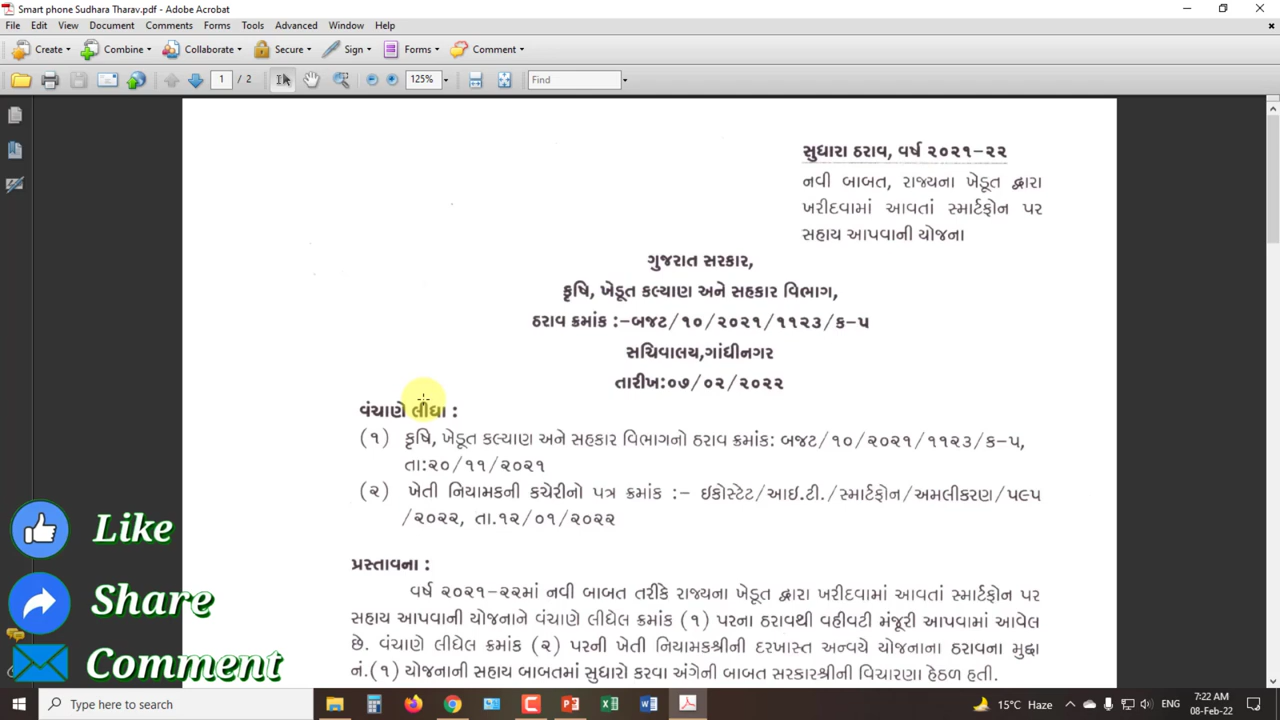 Smart phone Sudhara Tharav.pdf - Adobe Acrobat
File Edit View Document Comments Forms Tools Advanced Window Help
Create Combine Collaborate Secure Sign Forms Comment
1 / 2 125% Find
સુધારા ઠરાવ, વર્ષ ૨૦૨૧-૨૨
નવી બાબત, રાજ્યના ખેડૂત દ્વારા
ખરીદવામાં આવતાં સ્માર્ટફોન પર
સહાય આપવાની યોજના
ગુજરાત સરકાર,
કૃષિ, ખેડૂત કલ્યાણ અને સહકાર વિભાગ,
ઠરાવ ક્રમાંક :-બજટ/૧૦/૨૦૨૧/૧૧૨૩/ક-૫
સચિવાલય,ગાંધીનગર
તારીખ:૦૭/૦૨/૨૦૨૨
વંચાણે લીધા :
(૧) કૃષિ, ખેડૂત કલ્યાણ અને સહકાર વિભાગનો ઠરાવ ક્રમાંક: બજટ/૧૦/૨૦૨૧/૧૧૨૩/ક-૫,
તા:૨૦/૧૧/૨૦૨૧
(૨) ખેતી નિયામકની કચેરીનો પત્ર ક્રમાંક :- ઇકોસ્ટેટ/આઇ.ટી./સ્માર્ટફોન/અમલીકરણ/૫૯૫
/૨૦૨૨, તા.૧૨/૦૧/૨૦૨૨
પ્રસ્તાવના :
વર્ષ ૨૦૨૧-૨૨માં નવી બાબત તરીકે રાજ્યના ખેડૂત દ્વારા ખરીદવામાં આવતાં સ્માર્ટફોન પર
સહાય આપવાની યોજનાને વંચાણે લીધેલ ક્રમાંક (૧) પરના ઠરાવથી વહીવટી મંજૂરી આપવામાં આવેલ
છે. વંચાણે લીધેલ ક્રમાંક (૨) પરની ખેતી નિયામકશ્રીની દરખાસ્ત અન્વયે યોજનાના ઠરાવના મુદ્દા
નં.(૧) યોજનાની સહાય બાબતમાં સુધારો કરવા અંગેની બાબત સરકારશ્રીની વિચારણા હેઠળ હતી.
Like
Share
Comment
Type here to search
15°C Haze ENG
7:22 AM
08-Feb-22